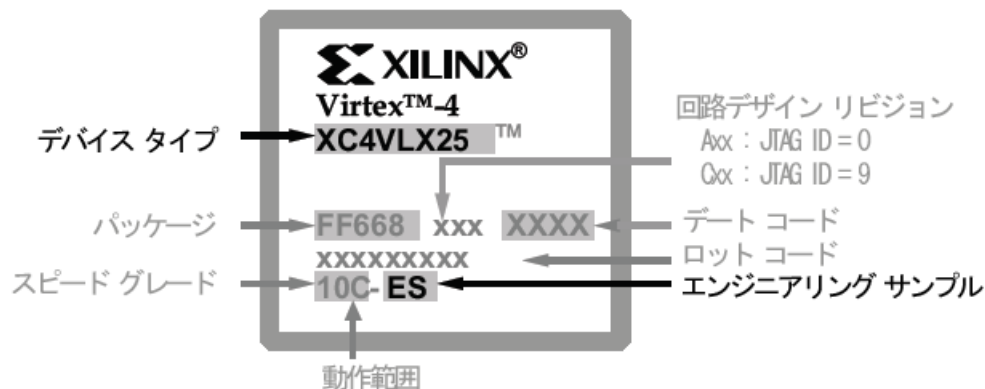 XILINX®
Virtex™-4
デバイス タイプ
XC4VLX25™
回路デザイン リビジョン
Axx : JTAG ID = 0
Cxx : JTAG ID = 9
パッケージ
FF668 xxx XXXX
デート コード
xxxxxxxxx
ロット コード
スピード グレード
10C-ES
エンジニアリング サンプル
動作範囲